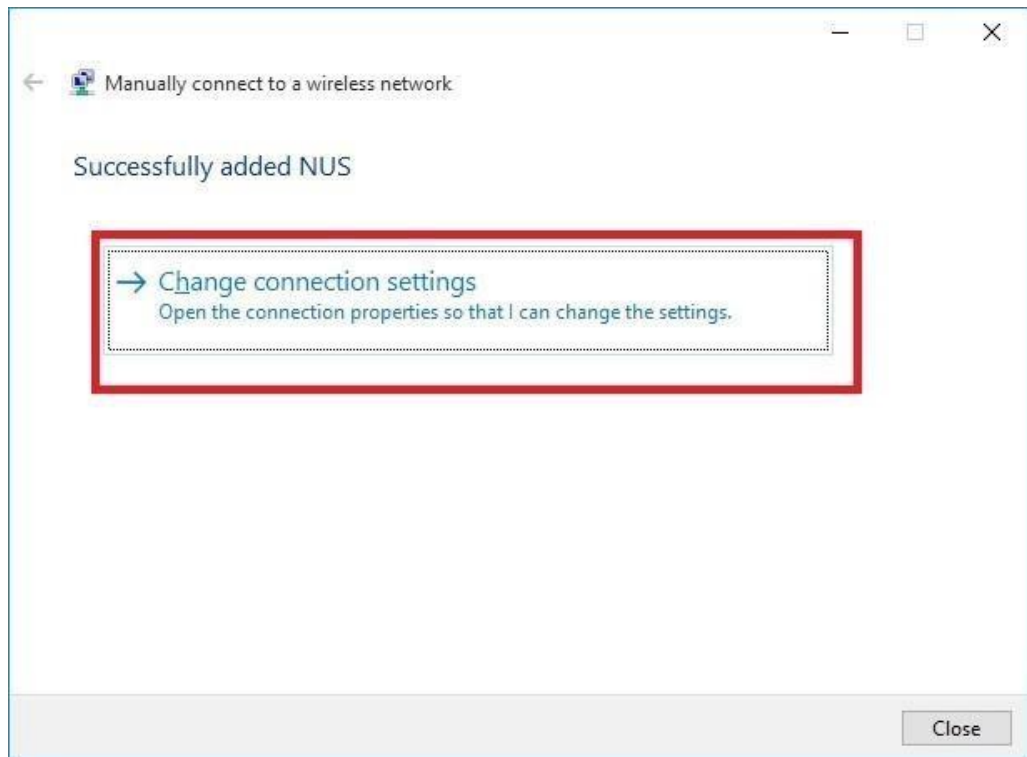 Manually connect to a wireless network
Successfully added NUS
Change connection settings
Open the connection properties so that I can change the settings.
Close